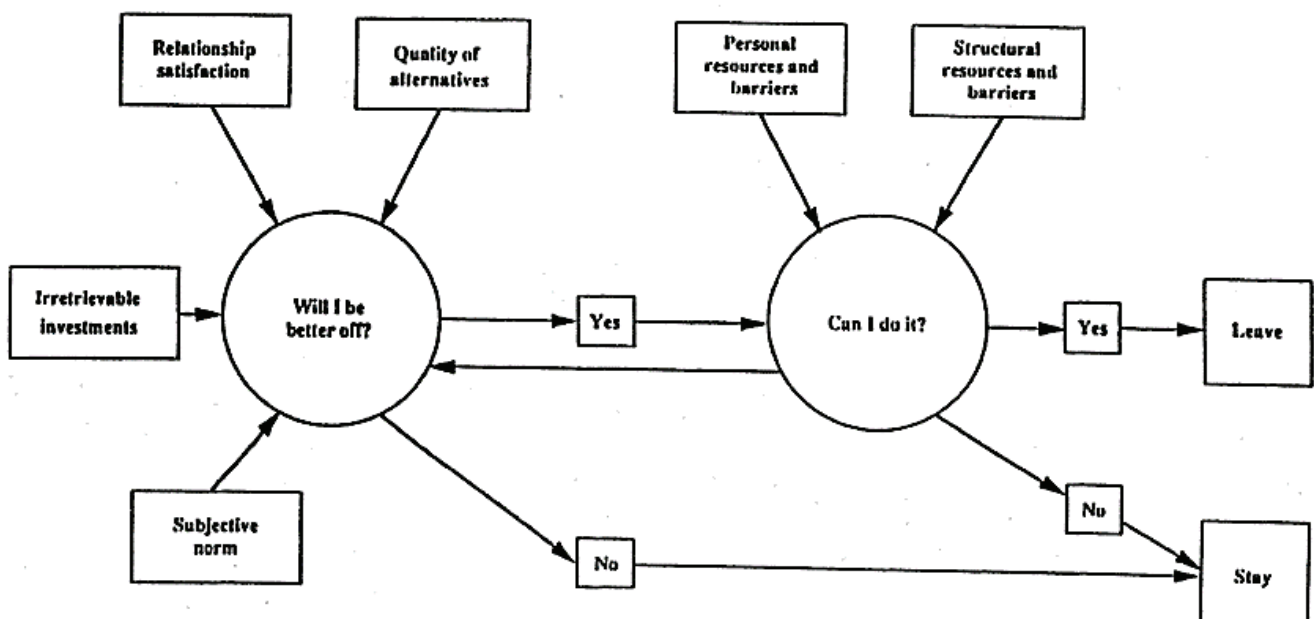 Relationship
satisfaction
Quality of
alternatives
Personal
resources and
barriers
Structural
resources and
barriers
Irretrievable
investments
Will I be
better off?
Yes
Can I do it?
Yes
Leave
Subjective
norm
No
No
Stay